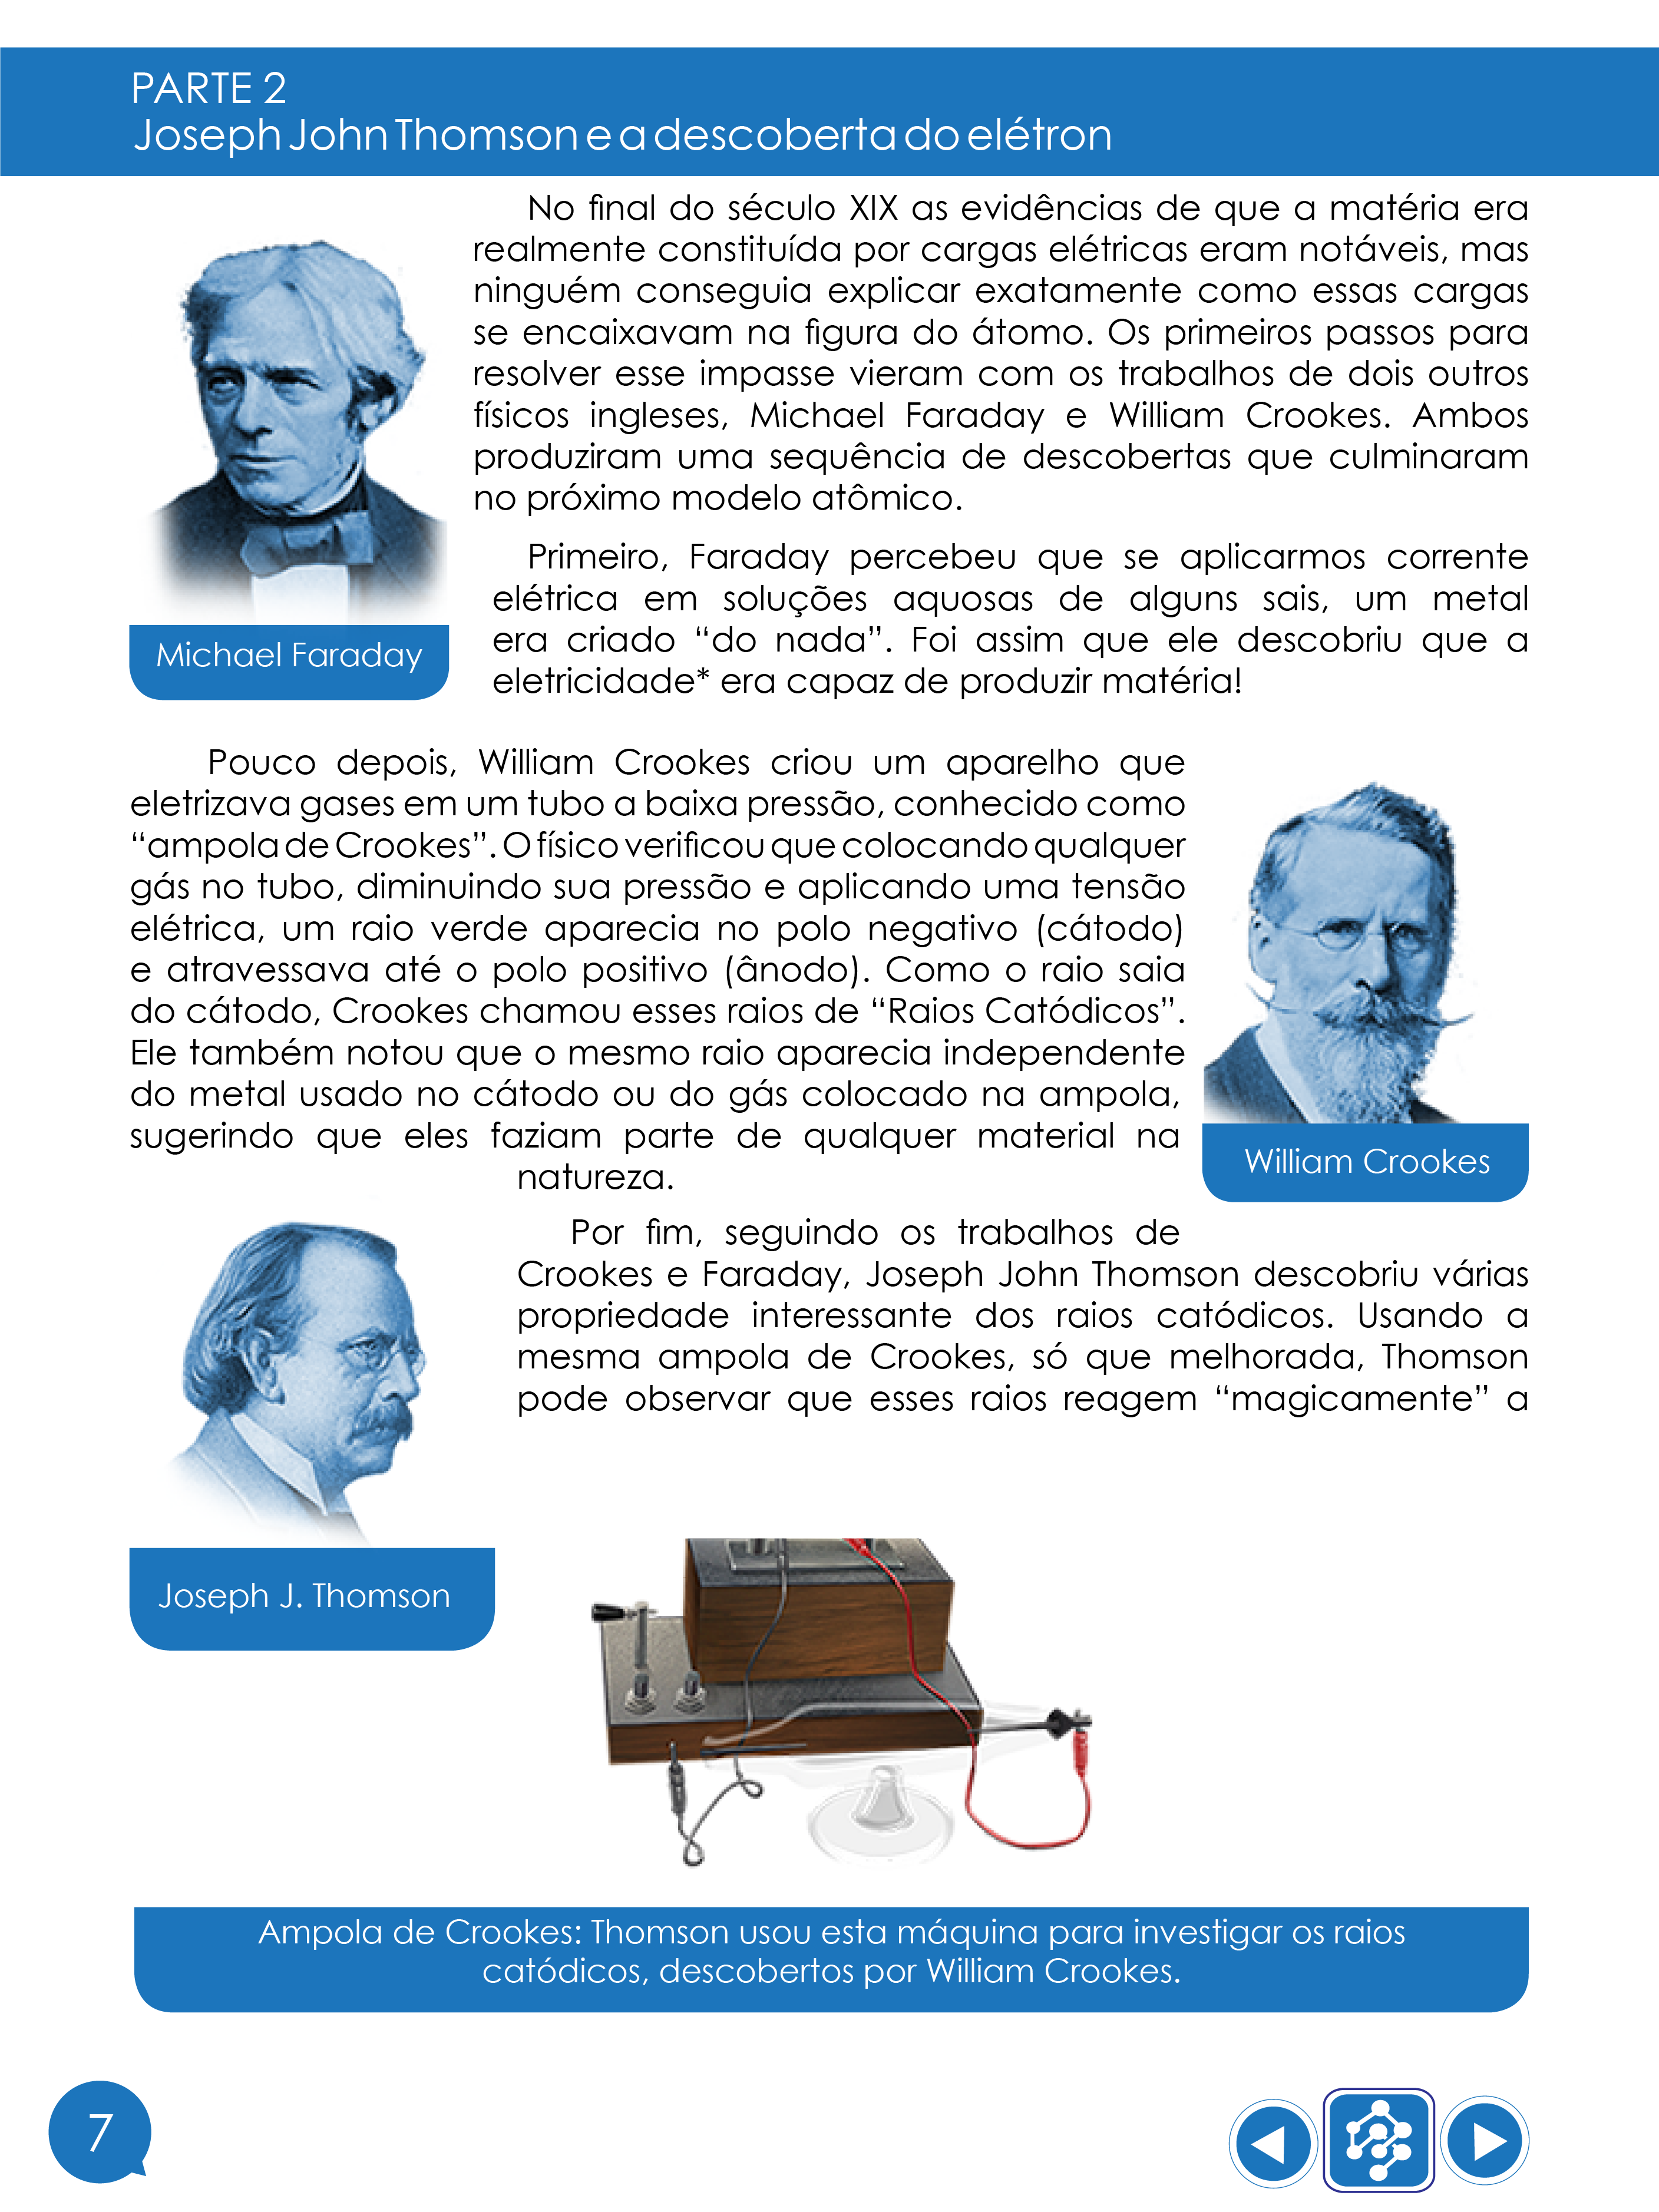 PARTE 2
Joseph John Thomson e a descoberta do elétron
No final do século XIX as evidências de que a matéria era
realmente constituída por cargas elétricas eram notáveis, mas
ninguém conseguia explicar exatamente como essas cargas
se encaixavam na figura do átomo. Os primeiros passos para
resolver esse impasse vieram com os trabalhos de dois outros
físicos ingleses, Michael Faraday e William Crookes. Ambos
produziram uma sequência de descobertas que culminaram
no próximo modelo atômico.
Primeiro, Faraday percebeu que se aplicarmos corrente
elétrica em soluções aquosas de alguns sais, um metal
era criado “do nada”. Foi assim que ele descobriu que a
eletricidade* era capaz de produzir matéria!
Michael Faraday
Pouco depois, William Crookes criou um aparelho que
eletrizava gases em um tubo a baixa pressão, conhecido como
“ampola de Crookes”. O físico verificou que colocando qualquer
gás no tubo, diminuindo sua pressão e aplicando uma tensão
elétrica, um raio verde aparecia no polo negativo (cátodo)
e atravessava até o polo positivo (ânodo). Como o raio saia
do cátodo, Crookes chamou esses raios de “Raios Catódicos”.
Ele também notou que o mesmo raio aparecia independente
do metal usado no cátodo ou do gás colocado na ampola,
sugerindo que eles faziam parte de qualquer material na
natureza.
William Crookes
Por fim, seguindo os trabalhos de
Crookes e Faraday, Joseph John Thomson descobriu várias
propriedade interessante dos raios catódicos. Usando a
mesma ampola de Crookes, só que melhorada, Thomson
pode observar que esses raios reagem “magicamente” a
Joseph J. Thomson
Ampola de Crookes: Thomson usou esta máquina para investigar os raios
catódicos, descobertos por William Crookes.
7